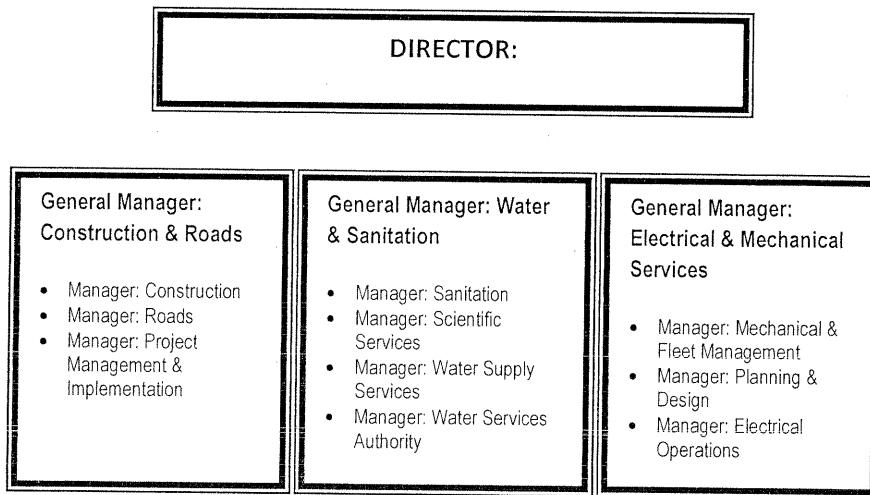 DIRECTOR:
General Manager:
Construction & Roads
• Manager: Construction
• Manager: Roads
• Manager: Project
Management &
Implementation
General Manager: Water
& Sanitation
• Manager: Sanitation
• Manager: Scientific
Services
• Manager: Water Supply
Services
• Manager: Water Services
Authority
General Manager:
Electrical & Mechanical
Services
• Manager: Mechanical &
Fleet Management
• Manager: Planning &
Design
• Manager: Electrical
Operations